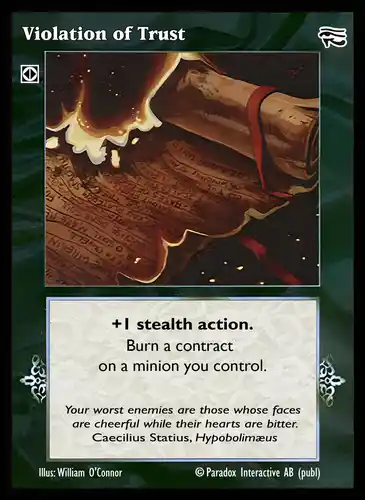 Violation of Trust
+1 stealth action.
Burn a contract
on a minion you control.
Your worst enemies are those whose faces
are cheerful while their hearts are bitter.
Caecilius Statius, Hypobolimæus
Illus: William O'Connor
© Paradox Interactive AB (publ)